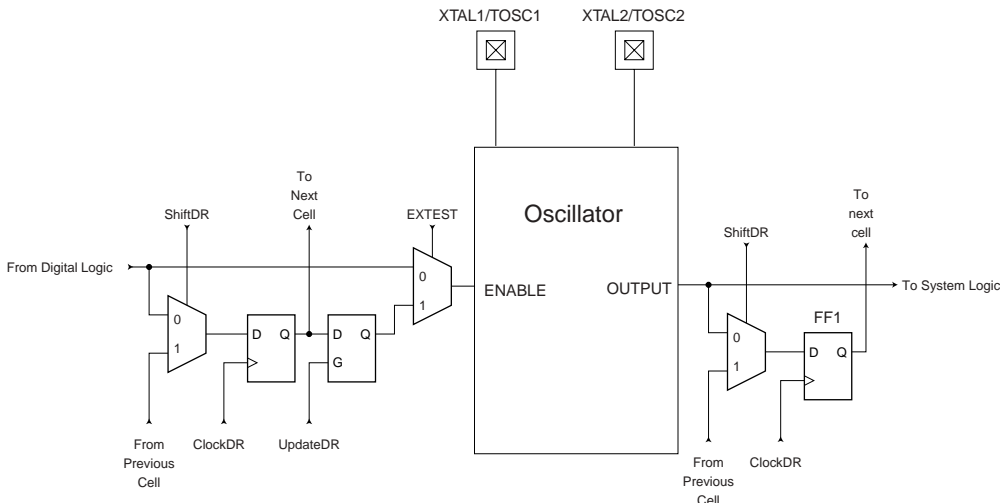 XTAL1/TOSC1
XTAL2/TOSC2
To
Next
Cell
ShiftDR
EXTEST
From Digital Logic
0
1
D
Q
D
Q
G
0
1
From
Previous
Cell
ClockDR
UpdateDR
Oscillator
ENABLE
OUTPUT
To
next
cell
ShiftDR
To System Logic
FF1
0
1
D
Q
From
Previous
Cell
ClockDR